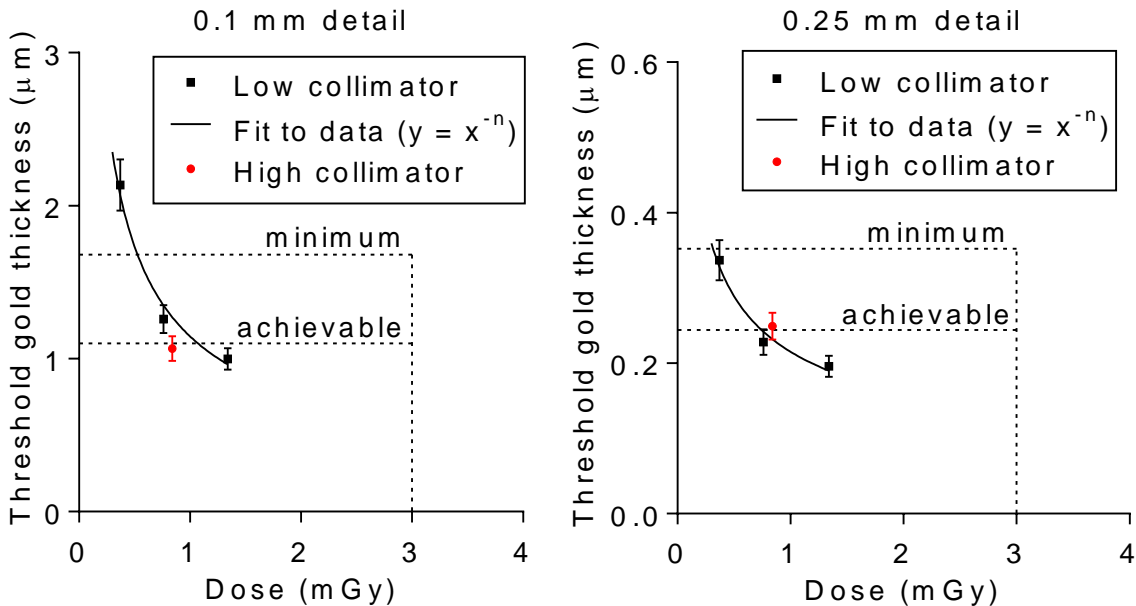 0.1 mm detail
Threshold gold thickness (μm)
3
2
1
0
Low collimator
Fit to data (y = x^-n)
High collimator
minimum
achievable
0 1 2 3 4
Dose (mGy)
0.25 mm detail
Threshold gold thickness (μm)
0.6
0.4
0.2
0.0
Low collimator
Fit to data (y = x^-n)
High collimator
minimum
achievable
0 1 2 3 4
Dose (mGy)